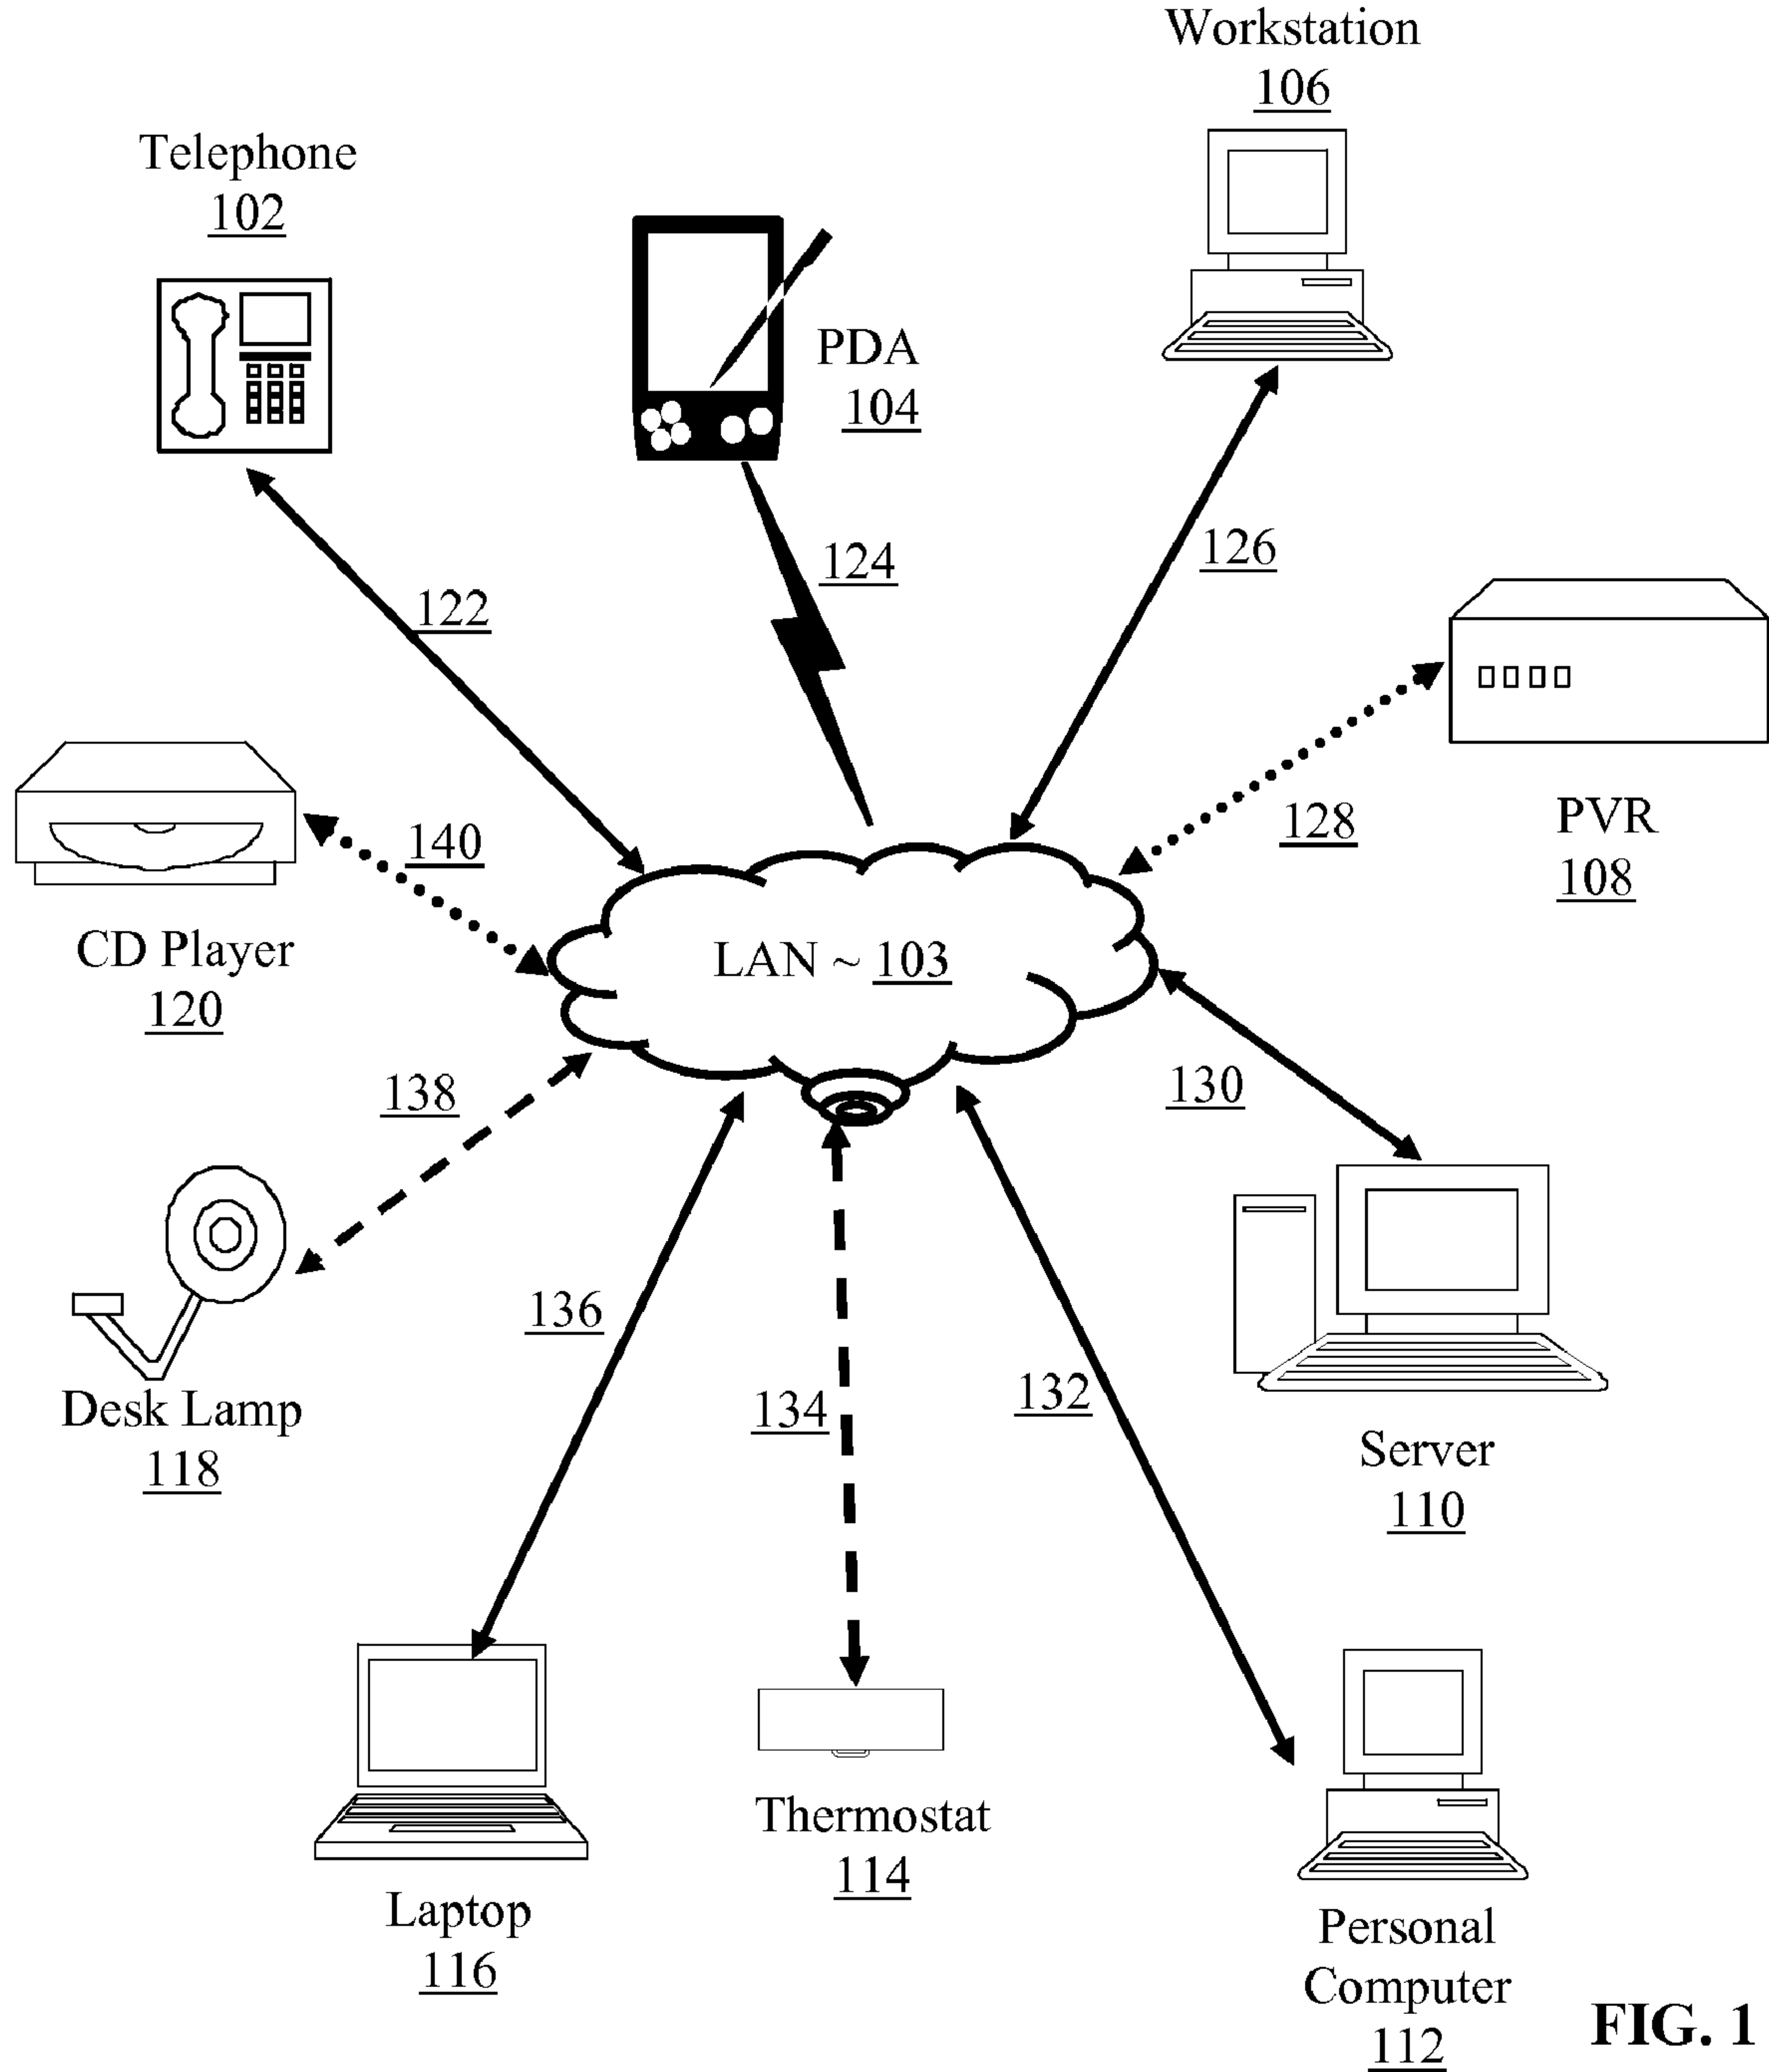 Workstation
106
Telephone
102
PDA
104
124
126
122
128
PVR
108
140
CD Player
120
LAN ~ 103
138
130
Desk Lamp
118
136
134
132
Server
110
Thermostat
114
Laptop
116
Personal
Computer
112
FIG. 1